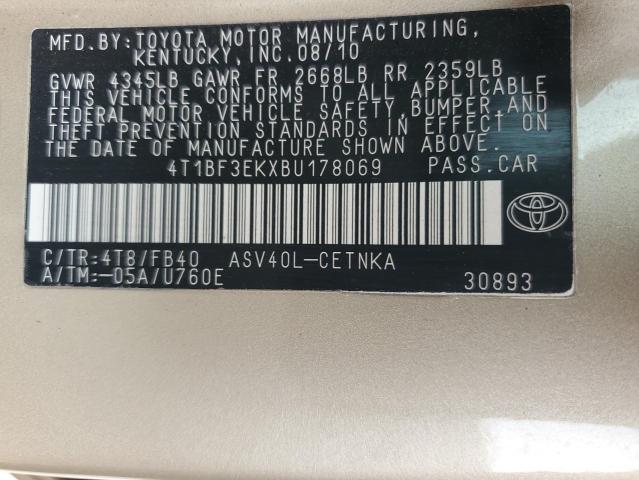 MFD. BY: TOYOTA MOTOR MANUFACTURING,
KENTUCKY, INC. 08/10
GVWR 4345LB GAWR FR 2668LB RR 2359LB
THIS VEHICLE CONFORMS TO ALL APPLICABLE
FEDERAL MOTOR VEHICLE SAFETY, BUMPER, AND
THEFT PREVENTION STANDARDS IN EFFECT ON
THE DATE OF MANUFACTURE SHOWN ABOVE.
4T1BF3EKXBU178069 PASS.CAR
C/TR:4T8/FB40 ASV40L-CETNKA
A/TM:-05A/U760E 30893